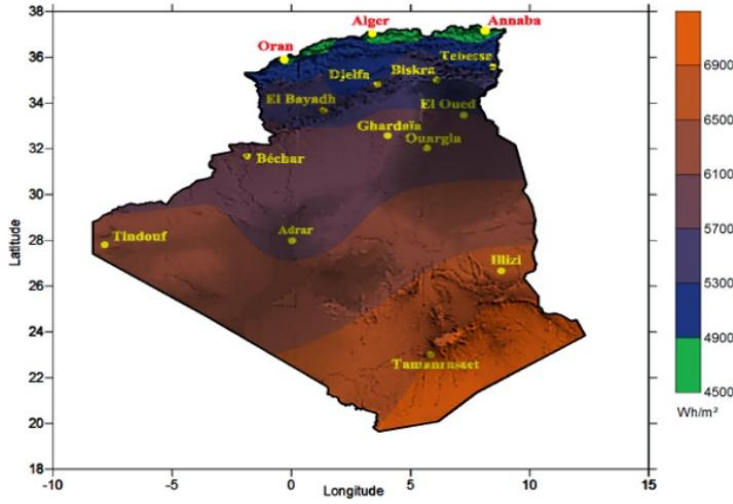 38
36
34
32
30
28
26
24
22
20
18
Latitude
-10 -5 0 5 10 15
Longitude
Oran
Alger
Annaba
Tebessa
Djelfa
Biskra
El Bayadh
El Oued
Ghardaïa
Ouargla
Béchar
Adrar
Tindouf
Illizi
Tamanrasset
6900
6500
6100
5700
5300
4900
4500
Wh/m²